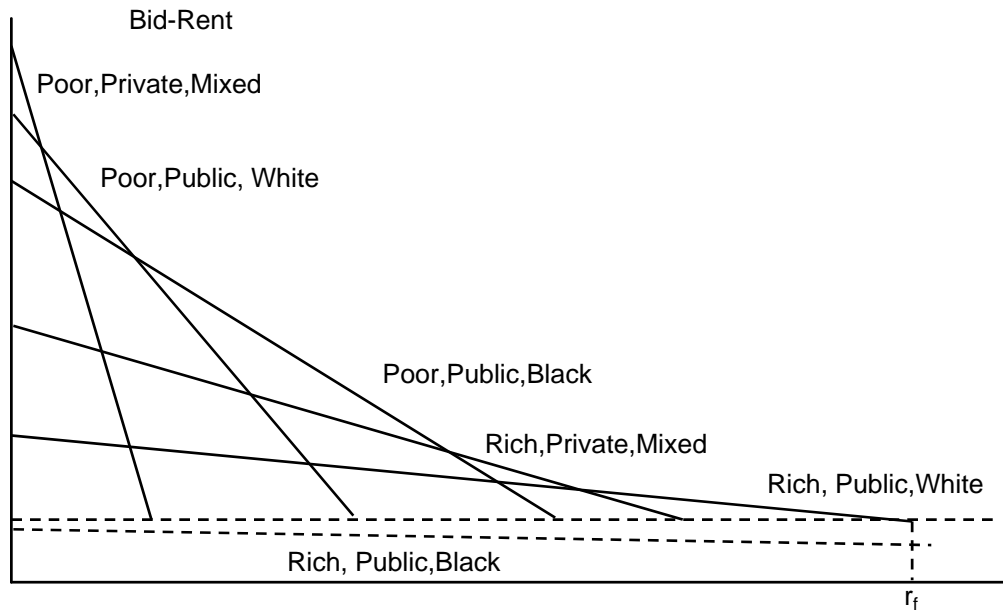 Bid-Rent
Poor,Private,Mixed
Poor,Public, White
Poor,Public,Black
Rich,Private,Mixed
Rich, Public,White
Rich, Public,Black
rf